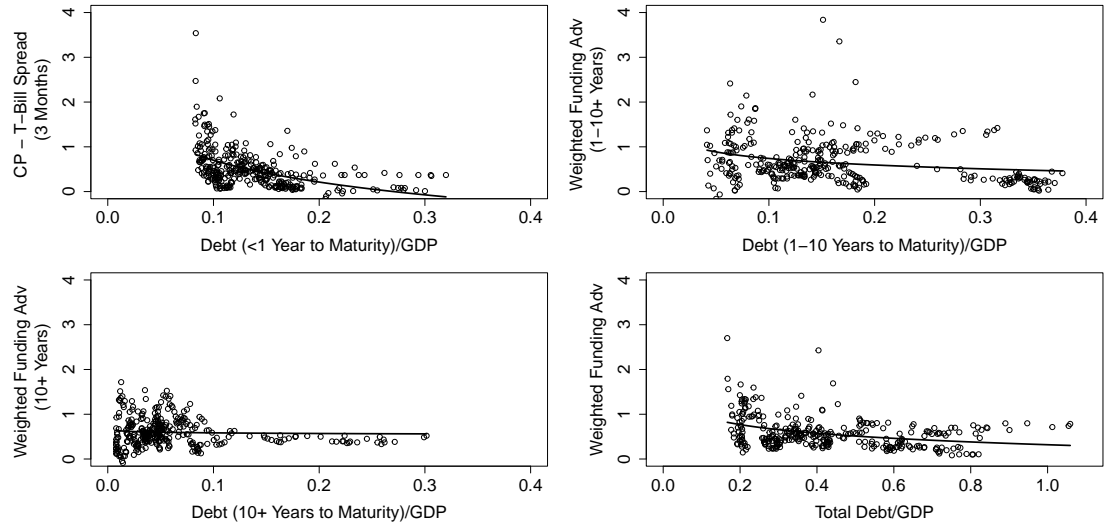 CP – T–Bill Spread
(3 Months)
0 1 2 3 4
0.0 0.1 0.2 0.3 0.4
Debt (<1 Year to Maturity)/GDP
Weighted Funding Adv
(1–10+ Years)
0 1 2 3 4
0.0 0.1 0.2 0.3 0.4
Debt (1–10 Years to Maturity)/GDP
Weighted Funding Adv
(10+ Years)
0 1 2 3 4
0.0 0.1 0.2 0.3 0.4
Debt (10+ Years to Maturity)/GDP
Weighted Funding Adv
0 1 2 3 4
0.0 0.2 0.4 0.6 0.8 1.0
Total Debt/GDP